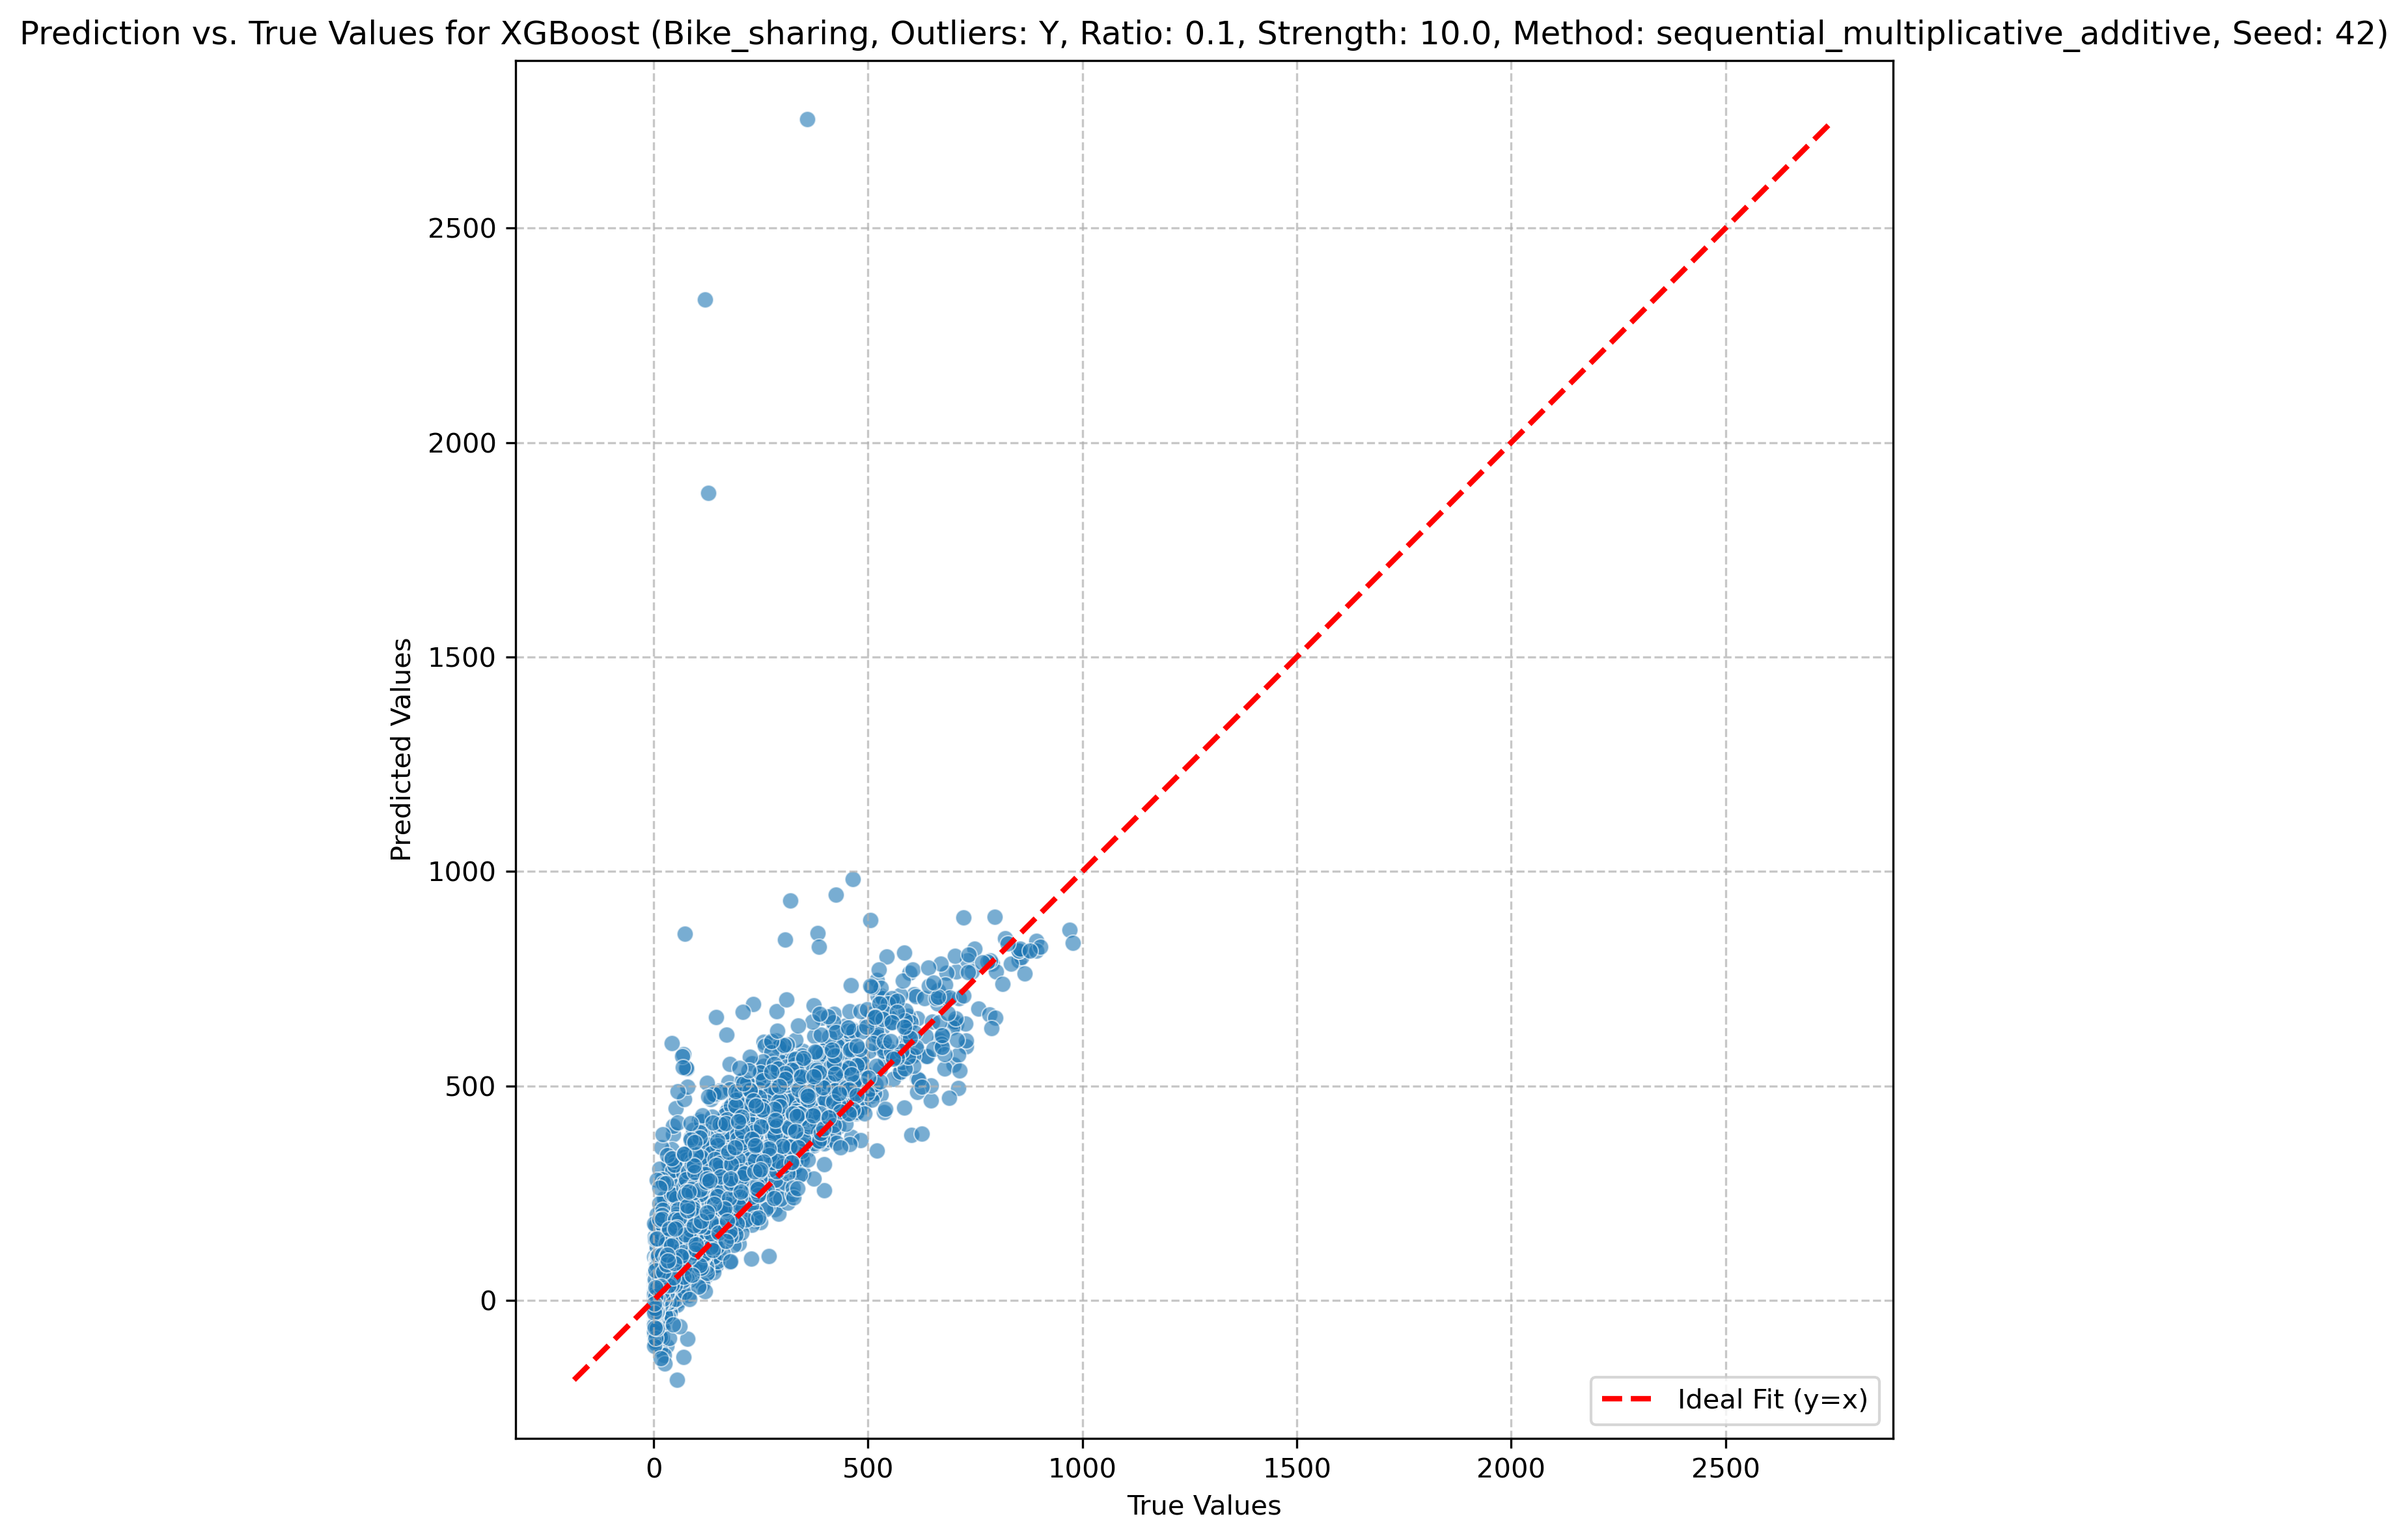 Prediction vs. True Values for XGBoost (Bike_sharing, Outliers: Y, Ratio: 0.1, Strength: 10.0, Method: sequential_multiplicative_additive, Seed: 42)
2500
2000
1500
1000
500
0
Predicted Values
Ideal Fit (y=x)
0 500 1000 1500 2000 2500
True Values